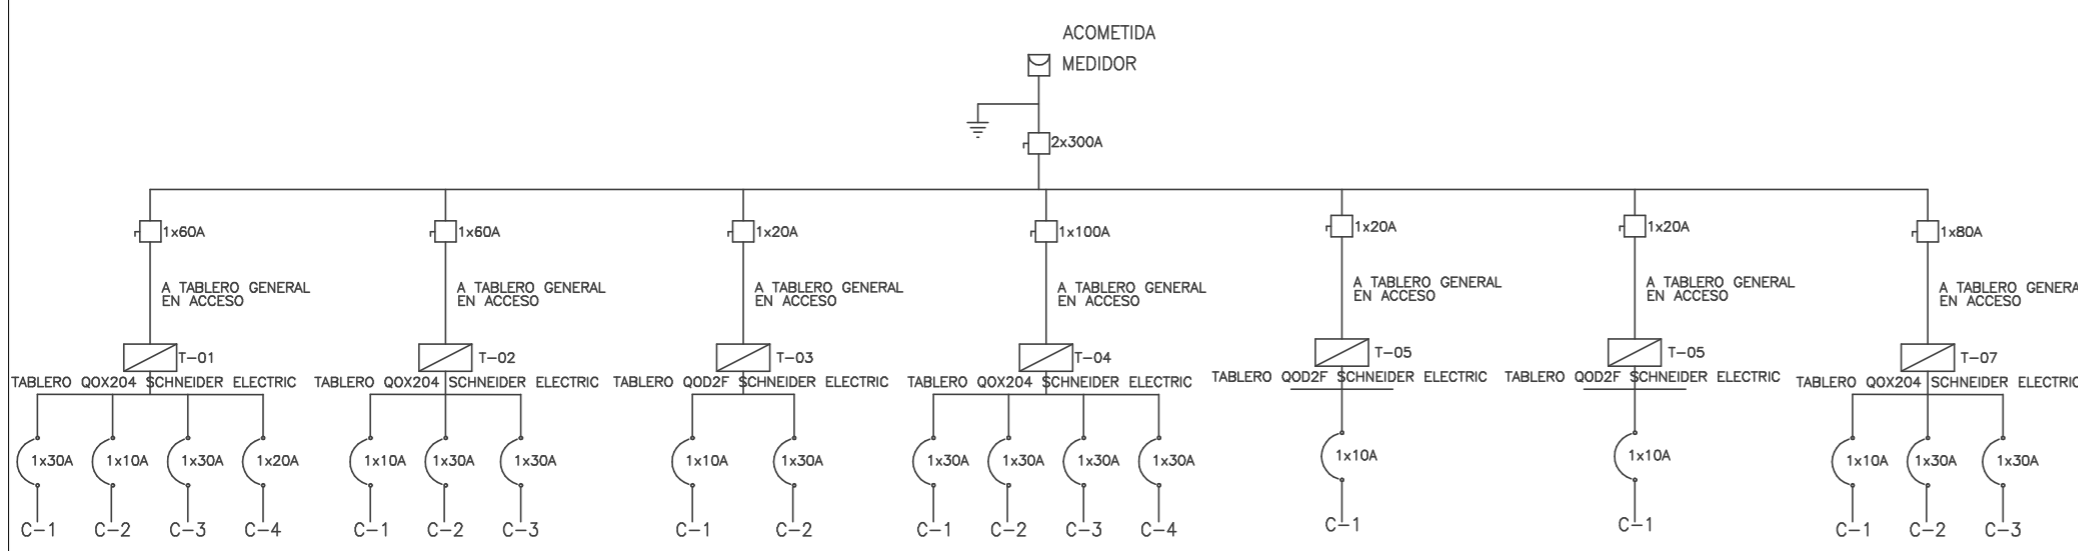 ACOMETIDA
MEDIDOR
2x300A
1x60A
1x60A
1x20A
1x100A
1x20A
1x20A
1x80A
A TABLERO GENERAL
EN ACCESO
A TABLERO GENERAL
EN ACCESO
A TABLERO GENERAL
EN ACCESO
A TABLERO GENERAL
EN ACCESO
A TABLERO GENERAL
EN ACCESO
A TABLERO GENERAL
EN ACCESO
A TABLERO GENERA
EN ACCESO
T-01
T-02
T-03
T-04
T-05
T-05
T-07
TABLERO QOX204 SCHNEIDER ELECTRIC
TABLERO QOX204 SCHNEIDER ELECTRIC
TABLERO QOD2F SCHNEIDER ELECTRIC
TABLERO QOX204 SCHNEIDER ELECTRIC
TABLERO QOD2F SCHNEIDER ELECTRIC
TABLERO QOD2F SCHNEIDER ELECTRIC
TABLERO QOX204 SCHNEIDER ELECTRIC
1x30A 1x10A 1x30A 1x20A
1x10A 1x30A 1x30A
1x10A 1x30A
1x30A 1x30A 1x30A 1x30A
1x10A
1x10A
1x10A 1x30A 1x30A
C-1 C-2 C-3 C-4
C-1 C-2 C-3
C-1 C-2
C-1 C-2 C-3 C-4
C-1
C-1
C-1 C-2 C-3